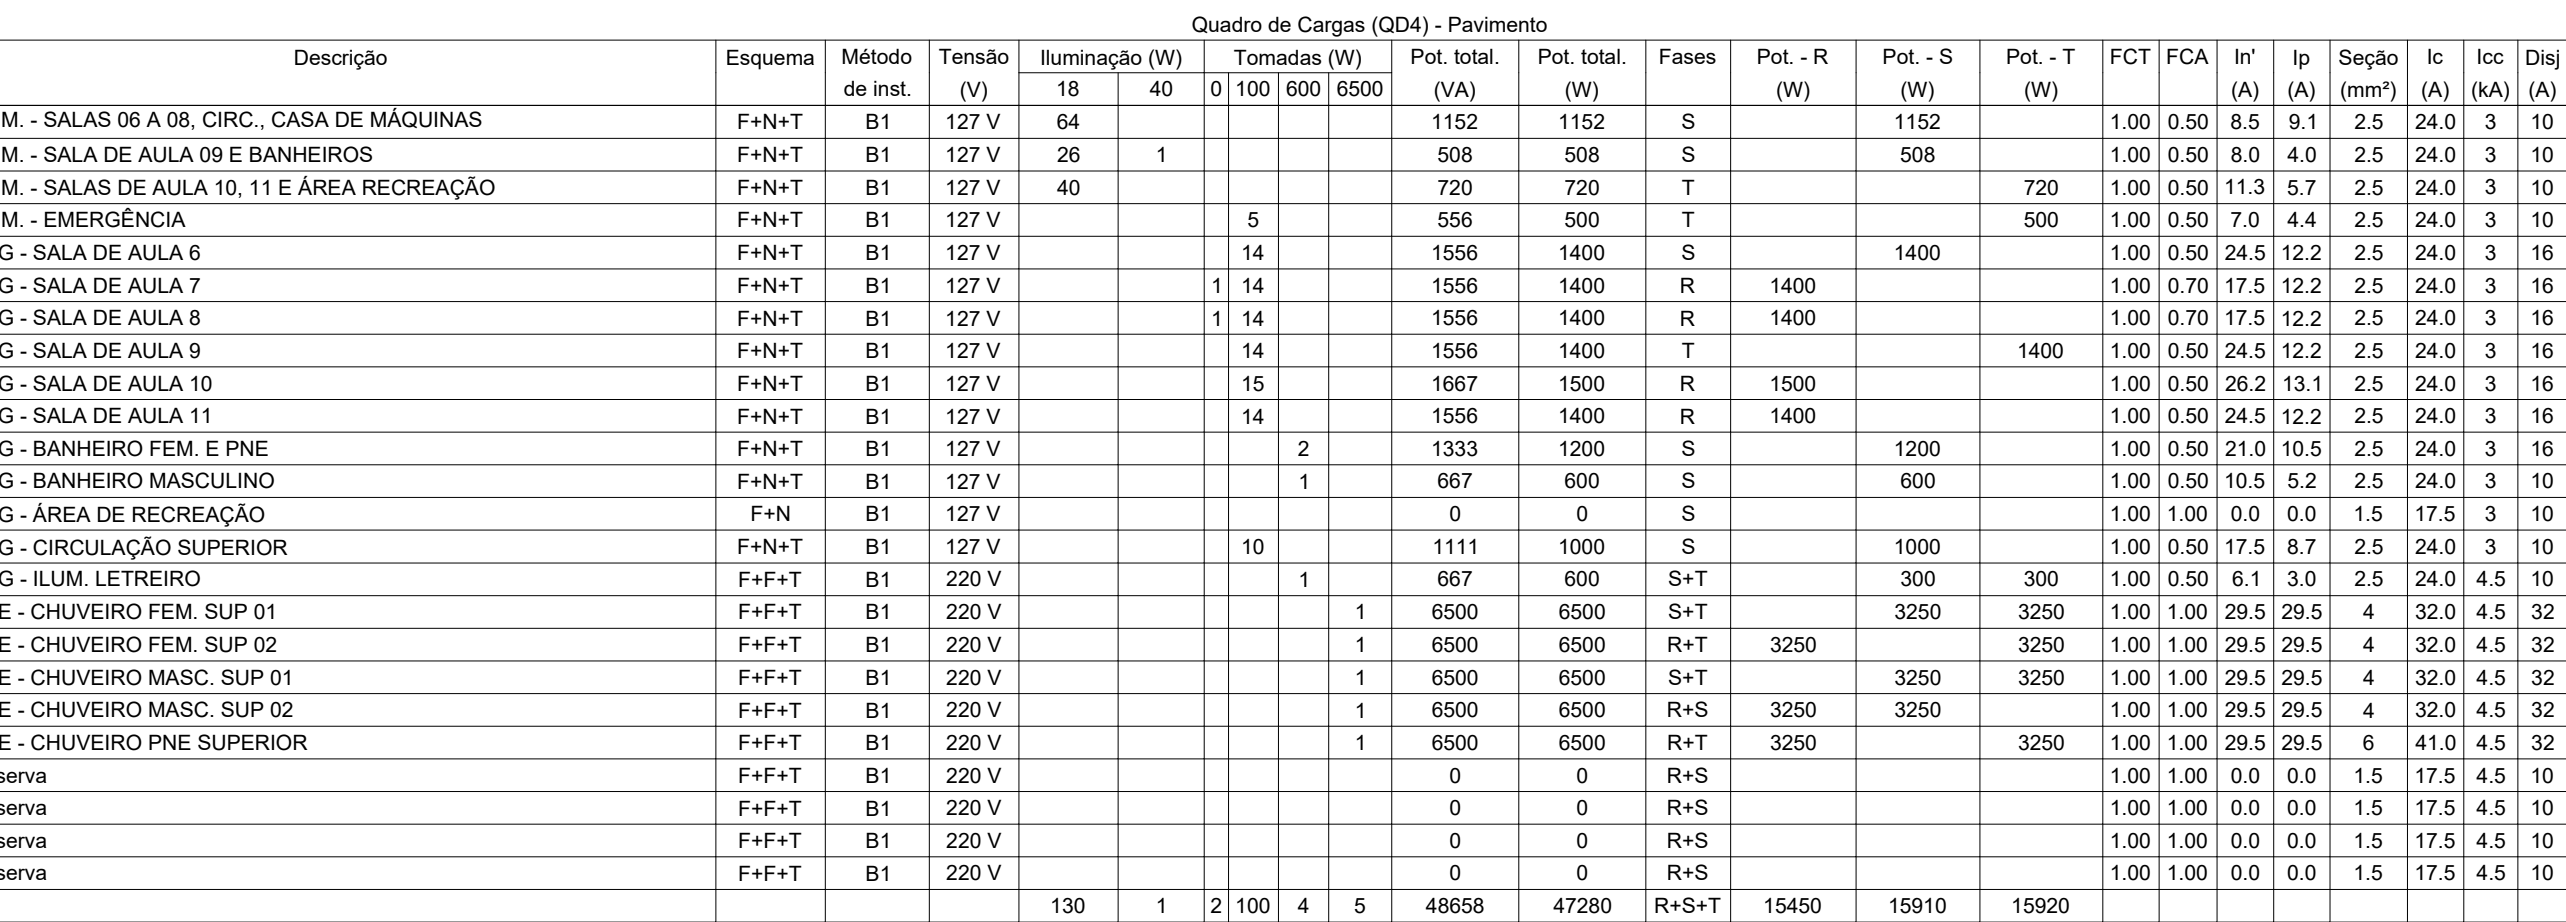 Quadro de Cargas (QD4) - Pavimento
Descrição Esquema Método Tensão Iluminação (W) Tomadas (W) Pot. total. Pot. total. Fases Pot. - R Pot. - S Pot. - T FCT FCA In' Ip Seção Ic Icc Disj
de inst. (V) 18 40 0 100 600 6500 (VA) (W) (W) (W) (W) (A) (A) (mm²) (A) (kA) (A)
M. - SALAS 06 A 08, CIRC., CASA DE MÁQUINAS F+N+T B1 127 V 64 1152 1152 S 1152 1.00 0.50 8.5 9.1 2.5 24.0 3 10
M. - SALA DE AULA 09 E BANHEIROS F+N+T B1 127 V 26 1 508 508 S 508 1.00 0.50 8.0 4.0 2.5 24.0 3 10
M. - SALAS DE AULA 10, 11 E ÁREA RECREAÇÃO F+N+T B1 127 V 40 720 720 T 720 1.00 0.50 11.3 5.7 2.5 24.0 3 10
M. - EMERGÊNCIA F+N+T B1 127 V 5 556 500 T 500 1.00 0.50 7.0 4.4 2.5 24.0 3 10
G - SALA DE AULA 6 F+N+T B1 127 V 14 1556 1400 S 1400 1.00 0.50 24.5 12.2 2.5 24.0 3 16
G - SALA DE AULA 7 F+N+T B1 127 V 1 14 1556 1400 R 1400 1.00 0.70 17.5 12.2 2.5 24.0 3 16
G - SALA DE AULA 8 F+N+T B1 127 V 1 14 1556 1400 R 1400 1.00 0.70 17.5 12.2 2.5 24.0 3 16
G - SALA DE AULA 9 F+N+T B1 127 V 14 1556 1400 T 1400 1.00 0.50 24.5 12.2 2.5 24.0 3 16
G - SALA DE AULA 10 F+N+T B1 127 V 15 1667 1500 R 1500 1.00 0.50 26.2 13.1 2.5 24.0 3 16
G - SALA DE AULA 11 F+N+T B1 127 V 14 1556 1400 R 1400 1.00 0.50 24.5 12.2 2.5 24.0 3 16
G - BANHEIRO FEM. E PNE F+N+T B1 127 V 2 1333 1200 S 1200 1.00 0.50 21.0 10.5 2.5 24.0 3 16
G - BANHEIRO MASCULINO F+N+T B1 127 V 1 667 600 S 600 1.00 0.50 10.5 5.2 2.5 24.0 3 10
G - ÁREA DE RECREAÇÃO F+N B1 127 V 0 0 S 1.00 1.00 0.0 0.0 1.5 17.5 3 10
G - CIRCULAÇÃO SUPERIOR F+N+T B1 127 V 10 1111 1000 S 1000 1.00 0.50 17.5 8.7 2.5 24.0 3 10
G - ILUM. LETREIRO F+F+T B1 220 V 1 667 600 S+T 300 300 1.00 0.50 6.1 3.0 2.5 24.0 4.5 10
E - CHUVEIRO FEM. SUP 01 F+F+T B1 220 V 1 6500 6500 S+T 3250 3250 1.00 1.00 29.5 29.5 4 32.0 4.5 32
E - CHUVEIRO FEM. SUP 02 F+F+T B1 220 V 1 6500 6500 R+T 3250 3250 1.00 1.00 29.5 29.5 4 32.0 4.5 32
E - CHUVEIRO MASC. SUP 01 F+F+T B1 220 V 1 6500 6500 S+T 3250 3250 1.00 1.00 29.5 29.5 4 32.0 4.5 32
E - CHUVEIRO MASC. SUP 02 F+F+T B1 220 V 1 6500 6500 R+S 3250 3250 1.00 1.00 29.5 29.5 4 32.0 4.5 32
E - CHUVEIRO PNE SUPERIOR F+F+T B1 220 V 1 6500 6500 R+T 3250 3250 1.00 1.00 29.5 29.5 6 41.0 4.5 32
serva F+F+T B1 220 V 0 0 R+S 1.00 1.00 0.0 0.0 1.5 17.5 4.5 10
serva F+F+T B1 220 V 0 0 R+S 1.00 1.00 0.0 0.0 1.5 17.5 4.5 10
serva F+F+T B1 220 V 0 0 R+S 1.00 1.00 0.0 0.0 1.5 17.5 4.5 10
serva F+F+T B1 220 V 0 0 R+S 1.00 1.00 0.0 0.0 1.5 17.5 4.5 10
130 1 2 100 4 5 48658 47280 R+S+T 15450 15910 15920